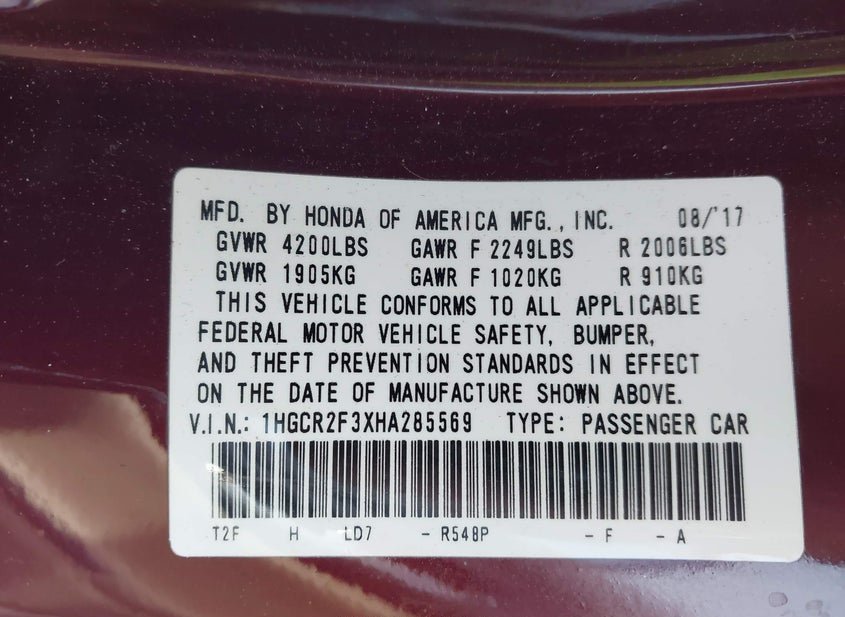 MFD. BY HONDA OF AMERICA MFG., INC. 08/'17
GVWR 4200LBS GAWR F 2249LBS R 2006LBS
GVWR 1905KG GAWR F 1020KG R 910KG
THIS VEHICLE CONFORMS TO ALL APPLICABLE
FEDERAL MOTOR VEHICLE SAFETY, BUMPER,
AND THEFT PREVENTION STANDARDS IN EFFECT
ON THE DATE OF MANUFACTURE SHOWN ABOVE.
V.I.N.: 1HGCR2F3XHA285569 TYPE: PASSENGER CAR
T2F H LD7 - R548P - F - A